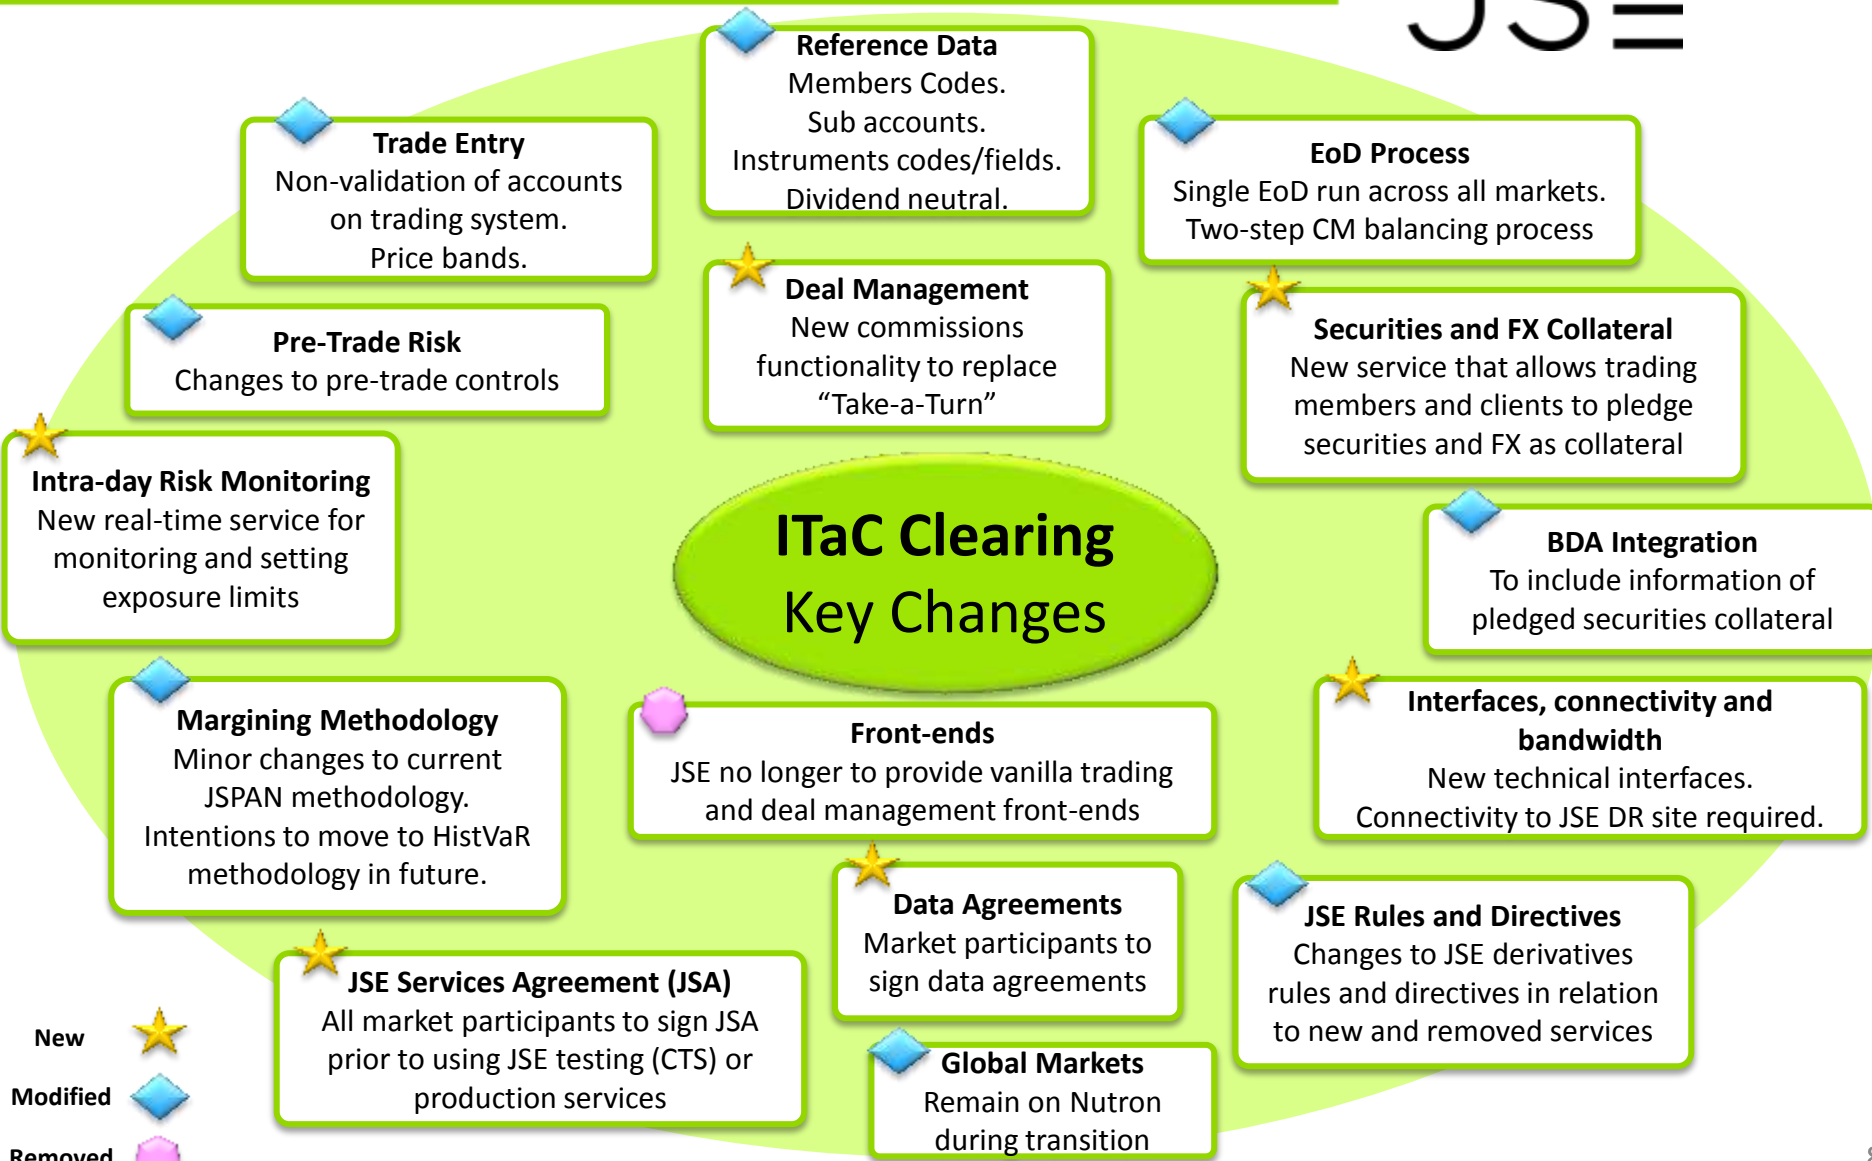 JSE
Reference Data
Members Codes.
Sub accounts.
Instruments codes/fields.
Dividend neutral.
Trade Entry
Non-validation of accounts
on trading system.
Price bands.
EoD Process
Single EoD run across all markets.
Two-step CM balancing process
Pre-Trade Risk
Changes to pre-trade controls
Deal Management
New commissions
functionality to replace
“Take-a-Turn”
Securities and FX Collateral
New service that allows trading
members and clients to pledge
securities and FX as collateral
Intra-day Risk Monitoring
New real-time service for
monitoring and setting
exposure limits
ITaC Clearing
Key Changes
BDA Integration
To include information of
pledged securities collateral
Margining Methodology
Minor changes to current
JSPAN methodology.
Intentions to move to HistVaR
methodology in future.
Front-ends
JSE no longer to provide vanilla trading
and deal management front-ends
Interfaces, connectivity and
bandwidth
New technical interfaces.
Connectivity to JSE DR site required.
Data Agreements
Market participants to
sign data agreements
JSE Rules and Directives
Changes to JSE derivatives
rules and directives in relation
to new and removed services
JSE Services Agreement (JSA)
All market participants to sign JSA
prior to using JSE testing (CTS) or
production services
Global Markets
Remain on Nutron
during transition
New
Modified
Removed